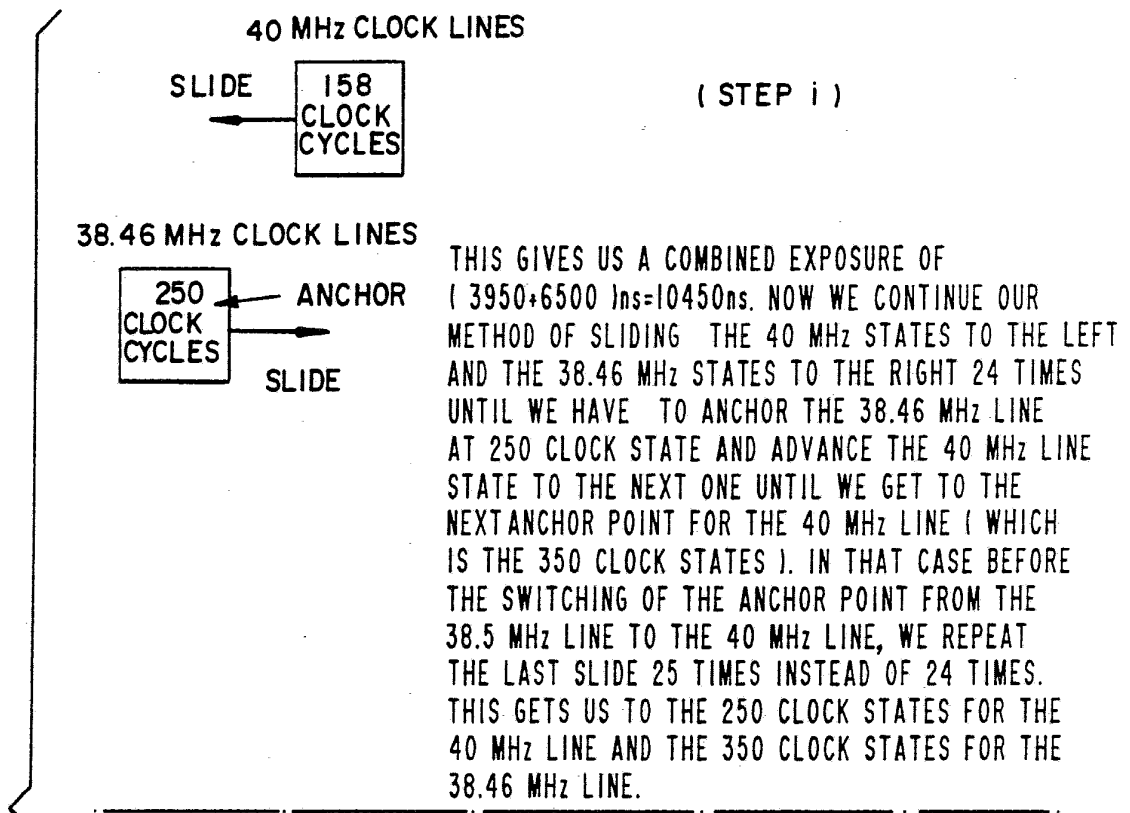 40 MHz CLOCK LINES
SLIDE
158
CLOCK
CYCLES
( STEP i )
38.46 MHz CLOCK LINES
250
CLOCK
CYCLES
ANCHOR
SLIDE
THIS GIVES US A COMBINED EXPOSURE OF
( 3950+6500 )ns=10450ns. NOW WE CONTINUE OUR
METHOD OF SLIDING THE 40 MHz STATES TO THE LEFT
AND THE 38.46 MHz STATES TO THE RIGHT 24 TIMES
UNTIL WE HAVE TO ANCHOR THE 38.46 MHz LINE
AT 250 CLOCK STATE AND ADVANCE THE 40 MHz LINE
STATE TO THE NEXT ONE UNTIL WE GET TO THE
NEXT ANCHOR POINT FOR THE 40 MHz LINE ( WHICH
IS THE 350 CLOCK STATES ). IN THAT CASE BEFORE
THE SWITCHING OF THE ANCHOR POINT FROM THE
38.5 MHz LINE TO THE 40 MHz LINE, WE REPEAT
THE LAST SLIDE 25 TIMES INSTEAD OF 24 TIMES.
THIS GETS US TO THE 250 CLOCK STATES FOR THE
40 MHz LINE AND THE 350 CLOCK STATES FOR THE
38.46 MHz LINE.